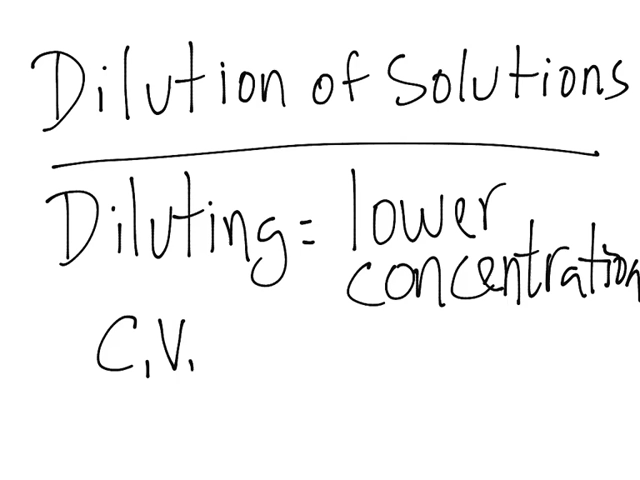 Dilution of Solutions
Diluting = lower
concentration
C₁V₁